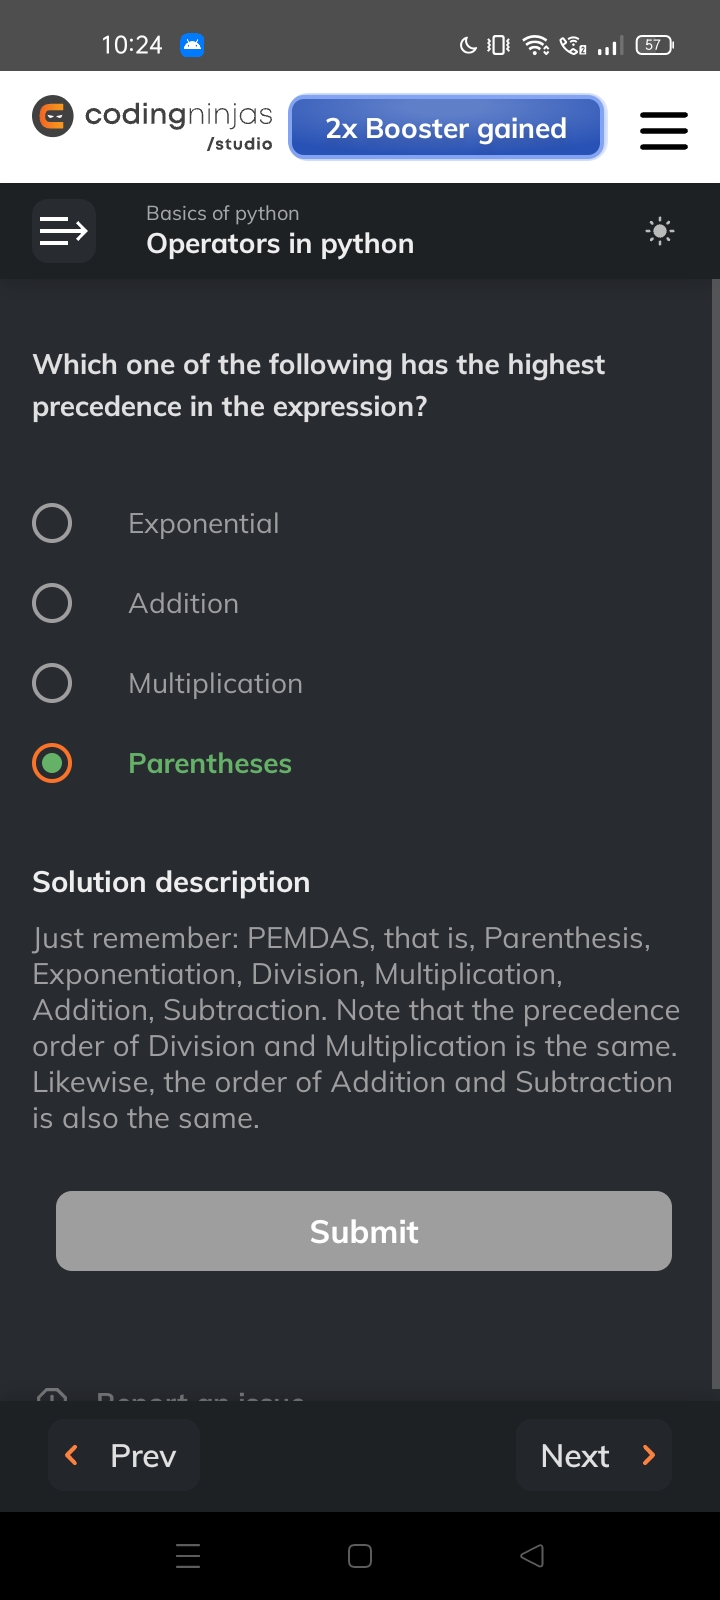 10:24
57
codingninjas
/studio
2x Booster gained
Basics of python
Operators in python
Which one of the following has the highest
precedence in the expression?
Exponential
Addition
Multiplication
Parentheses
Solution description
Just remember: PEMDAS, that is, Parenthesis,
Exponentiation, Division, Multiplication,
Addition, Subtraction. Note that the precedence
order of Division and Multiplication is the same.
Likewise, the order of Addition and Subtraction
is also the same.
Submit
Report an issue
Prev
Next